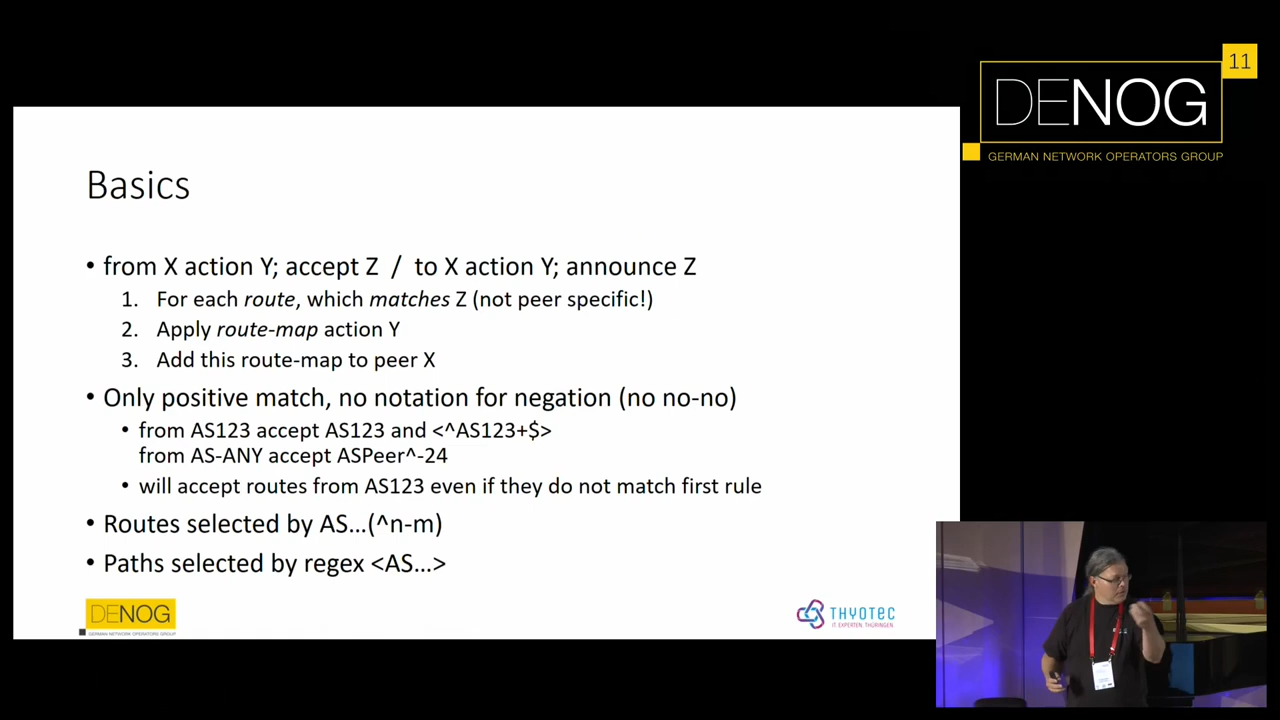 11
DENOG
GERMAN NETWORK OPERATORS GROUP
Basics
• from X action Y; accept Z / to X action Y; announce Z
1. For each route, which matches Z (not peer specific!)
2. Apply route-map action Y
3. Add this route-map to peer X
• Only positive match, no notation for negation (no no-no)
• from AS123 accept AS123 and <^AS123+$>
from AS-ANY accept ASPeer^-24
• will accept routes from AS123 even if they do not match first rule
• Routes selected by AS...(^n-m)
• Paths selected by regex <AS...>
DENOG
GERMAN NETWORK OPERATORS GROUP
THYOTEC
IT EXPERTEN THÜRINGEN